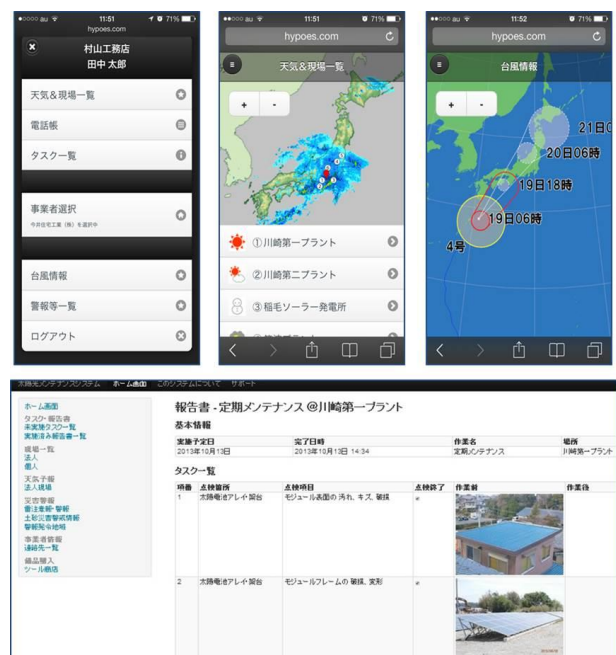 au 11:51 71%
hypoes.com
村山工務店
田中 太郎
天気&現場一覧
電話帳
タスク一覧
事業者選択
今井住宅工業(株)を選択中
台風情報
警報等一覧
ログアウト
au 11:51 71%
hypoes.com
天気&現場一覧
+ -
①川崎第一プラント
②川崎第二プラント
③稲毛ソーラー発電所
au 11:52 71%
hypoes.com
台風情報
+ -
21日0
20日06時
19日18時
19日06時
4号
太陽光メンテナンスシステム ホーム画面 このシステムについて サポート
ホーム画面
タスク・報告書
未実施タスク一覧
実施済み報告書一覧
現場一覧
法人
個人
天気予報
法人現場
災害警報
警注意報・警報
土砂災害警戒情報
警報発令地域
事業者情報
連絡先一覧
備品購入
ツール商店
報告書 - 定期メンテナンス @川崎第一プラント
基本情報
実施予定日 完了日時 作業名 場所
2013年10月13日 2013年10月13日 14:34 定期メンテナンス 川崎第一プラント
タスク一覧
項番 点検箇所 点検項目 点検終了 作業前 作業後
1 太陽電池アレイ・架台 モジュール表面の 汚れ、キズ、破損
2 太陽電池アレイ・架台 モジュールフレームの 破損、変形